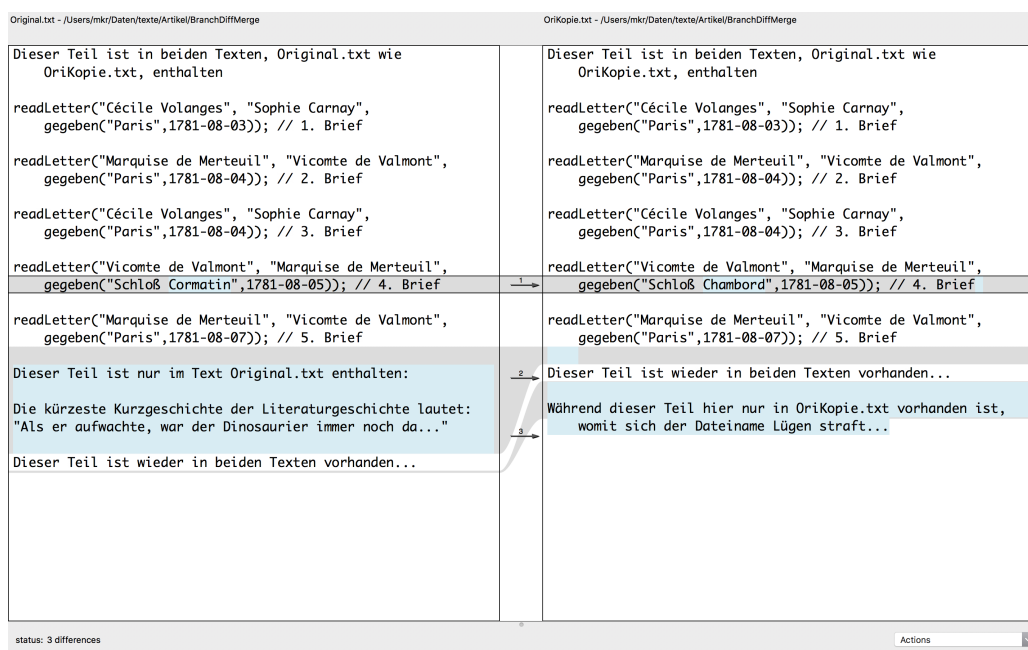 Original.txt - /Users/mkr/Daten/texte/Artikel/BranchDiffMerge
Dieser Teil ist in beiden Texten, Original.txt wie
OriKopie.txt, enthalten
readLetter("Cécile Volanges", "Sophie Carnay",
gegeben("Paris",1781-08-03)); // 1. Brief
readLetter("Marquise de Merteuil", "Vicomte de Valmont",
gegeben("Paris",1781-08-04)); // 2. Brief
readLetter("Cécile Volanges", "Sophie Carnay",
gegeben("Paris",1781-08-04)); // 3. Brief
readLetter("Vicomte de Valmont", "Marquise de Merteuil",
gegeben("Schloß Cormatin",1781-08-05)); // 4. Brief
readLetter("Marquise de Merteuil", "Vicomte de Valmont",
gegeben("Paris",1781-08-07)); // 5. Brief
Dieser Teil ist nur im Text Original.txt enthalten:
Die kürzeste Kurzgeschichte der Literaturgeschichte lautet:
"Als er aufwachte, war der Dinosaurier immer noch da..."
Dieser Teil ist wieder in beiden Texten vorhanden...
1
2
3
OriKopie.txt - /Users/mkr/Daten/texte/Artikel/BranchDiffMerge
Dieser Teil ist in beiden Texten, Original.txt wie
OriKopie.txt, enthalten
readLetter("Cécile Volanges", "Sophie Carnay",
gegeben("Paris",1781-08-03)); // 1. Brief
readLetter("Marquise de Merteuil", "Vicomte de Valmont",
gegeben("Paris",1781-08-04)); // 2. Brief
readLetter("Cécile Volanges", "Sophie Carnay",
gegeben("Paris",1781-08-04)); // 3. Brief
readLetter("Vicomte de Valmont", "Marquise de Merteuil",
gegeben("Schloß Chambord",1781-08-05)); // 4. Brief
readLetter("Marquise de Merteuil", "Vicomte de Valmont",
gegeben("Paris",1781-08-07)); // 5. Brief
Dieser Teil ist wieder in beiden Texten vorhanden...
Während dieser Teil hier nur in OriKopie.txt vorhanden ist,
womit sich der Dateiname Lügen straft...
status: 3 differences
Actions